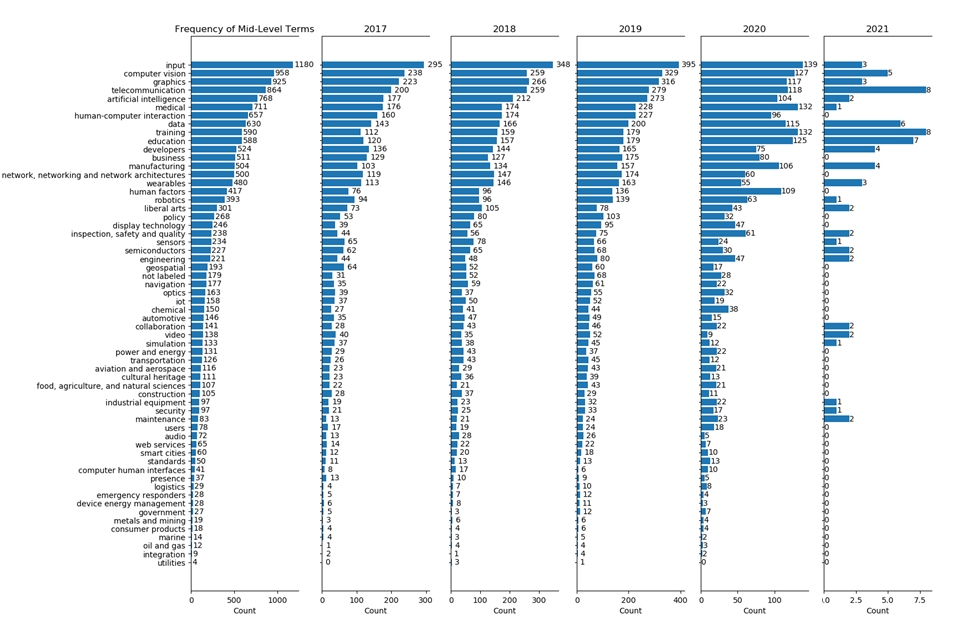 Frequency of Mid-Level Terms 2017 2018 2019 2020 2021
input 1180 295 348 395 139 3
computer vision 958 238 259 329 127 5
graphics 925 223 266 316 117 3
telecommunication 864 200 259 279 118 8
artificial intelligence 768 177 212 273 104 2
medical 711 176 174 228 132 1
human-computer interaction 657 160 174 227 96 0
data 630 143 166 200 115 6
training 590 112 159 179 132 8
education 588 120 157 179 125 7
developers 524 136 144 165 75 4
business 511 129 127 175 80 0
manufacturing 504 103 134 157 106 4
network, networking and network architectures 500 119 147 174 60 0
wearables 480 113 146 163 55 3
human factors 417 76 96 136 109 0
robotics 393 94 96 139 63 1
liberal arts 301 73 105 78 43 2
policy 268 53 80 103 32 0
display technology 246 39 65 95 47 0
inspection, safety and quality 238 44 56 75 61 2
sensors 234 65 78 66 24 1
semiconductors 227 62 65 68 30 2
engineering 221 44 48 80 47 2
geospatial 193 64 52 60 17 0
not labeled 179 31 52 68 28 0
navigation 177 35 59 61 22 0
optics 163 39 37 55 32 0
iot 158 37 50 52 19 0
chemical 150 27 41 44 38 0
automotive 146 35 47 49 15 0
collaboration 141 28 43 46 22 2
video 138 40 35 52 9 2
simulation 133 37 38 45 12 1
power and energy 131 29 43 37 22 0
transportation 126 26 43 45 12 0
aviation and aerospace 116 23 29 43 21 0
cultural heritage 111 23 36 39 13 0
food, agriculture, and natural sciences 107 22 21 43 21 0
construction 105 28 37 29 11 0
industrial equipment 97 19 23 32 22 1
security 97 21 25 33 17 1
maintenance 83 13 21 24 23 2
users 78 17 19 24 18 0
audio 72 13 28 26 5 0
web services 65 14 22 22 7 0
smart cities 60 12 20 18 10 0
standards 50 11 13 13 13 0
computer human interfaces 41 8 17 6 10 0
presence 37 13 10 9 5 0
logistics 29 4 7 10 8 0
emergency responders 28 5 7 12 4 0
device energy management 28 6 8 11 3 0
government 27 5 3 12 7 0
metals and mining 19 3 6 6 4 0
consumer products 18 4 4 6 4 0
marine 14 4 3 5 2 0
oil and gas 12 1 4 4 3 0
integration 9 2 1 4 2 0
utilities 4 0 3 1 0 0
0 500 1000 0 100 200 300 0 200 0 200 400 0 50 100 .0 2.5 5.0 7.5
Count Count Count Count Count Count